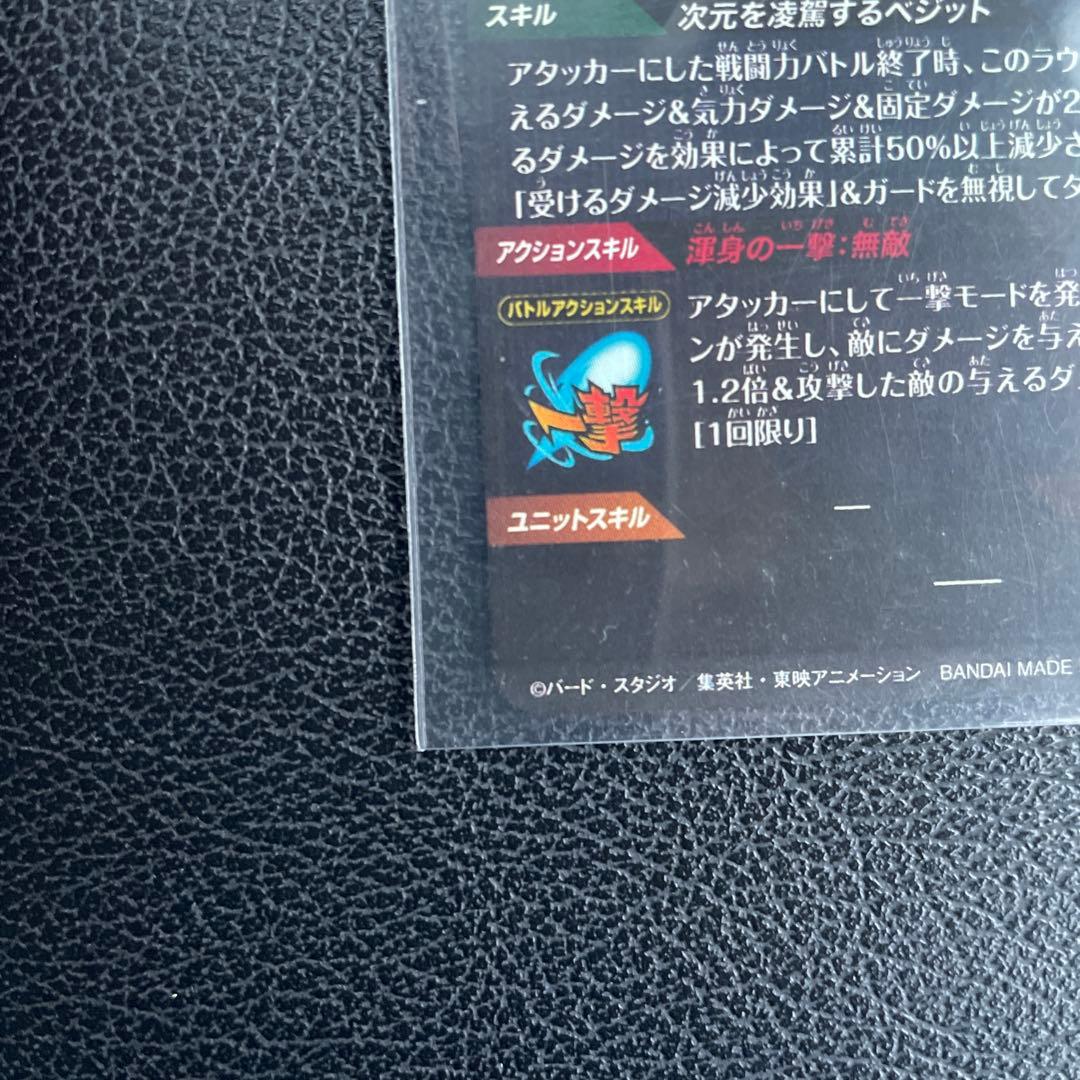 スキル 次元を凌駕するベジット
アタッカーにした戦闘力バトル終了時、このラウ
えるダメージ&気力ダメージ&固定ダメージが2
るダメージを効果によって累計50%以上減少さ
「受けるダメージ減少効果」&ガードを無視してダ
アクションスキル 渾身の一撃：無敵
バトルアクションスキル
アタッカーにして一撃モードを発
ンが発生し、敵にダメージを与え
1.2倍&攻撃した敵の与えるダ
[1回限り]
一撃
ユニットスキル ー
©バード・スタジオ／集英社・東映アニメーション BANDAI MADE